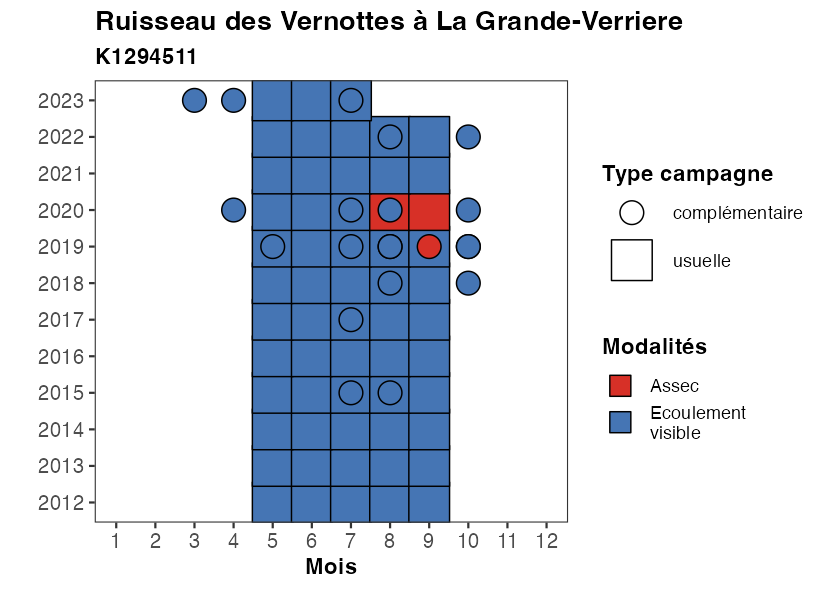 Ruisseau des Vernottes à La Grande-Verriere
K1294511
2023
2022
2021
2020
2019
2018
2017
2016
2015
2014
2013
2012
1 2 3 4 5 6 7 8 9 10 11 12
Mois
Type campagne
complémentaire
usuelle
Modalités
Assec
Ecoulement
visible